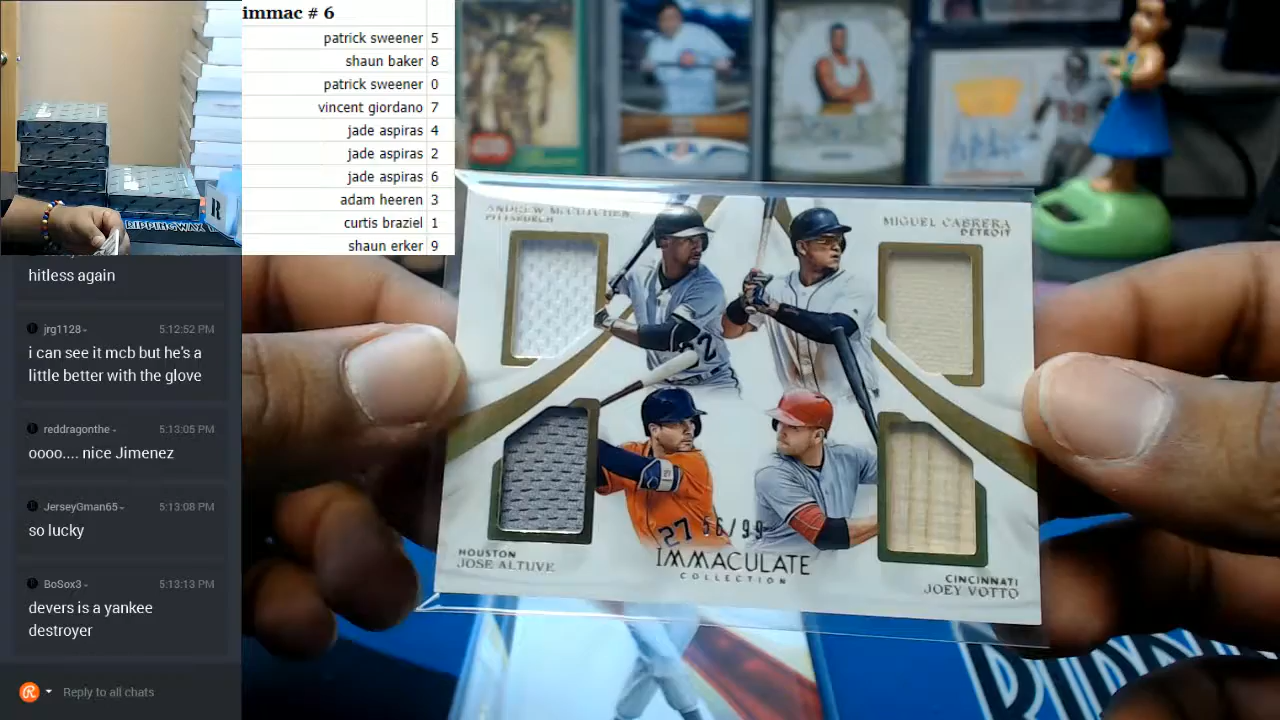 immac # 6
patrick sweener 5
shaun baker 8
patrick sweener 0
vincent giordano 7
jade aspiras 4
jade aspiras 2
jade aspiras 6
adam heeren 3
curtis braziel 1
shaun erker 9
hitless again
jrg1128 5:12:52 PM
i can see it mcb but he's a
little better with the glove
reddragonthe 5:13:05 PM
oooo.... nice Jimenez
JerseyGman65 5:13:08 PM
so lucky
BoSox3 5:13:13 PM
devers is a yankee
destroyer
Reply to all chats
RIPPINGWAX
R
ANDREW McCUTCHEN
PITTSBURGH
MIGUEL CABRERA
DETROIT
22
27
56/99
IMMACULATE
COLLECTION
HOUSTON
JOSE ALTUVE
CINCINNATI
JOEY VOTTO